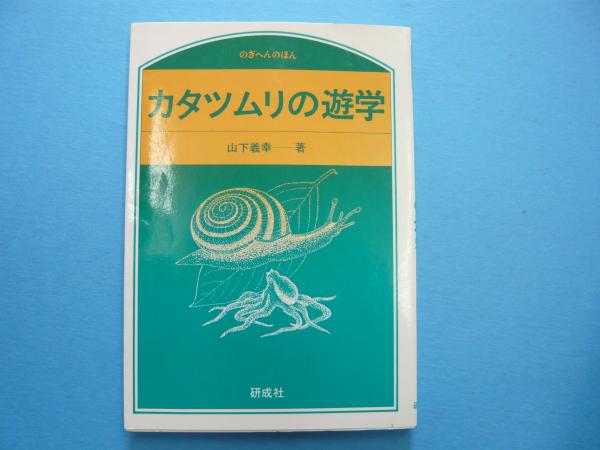 のぎへんのほん
カタツムリの遊学
山下義幸──著
研成社